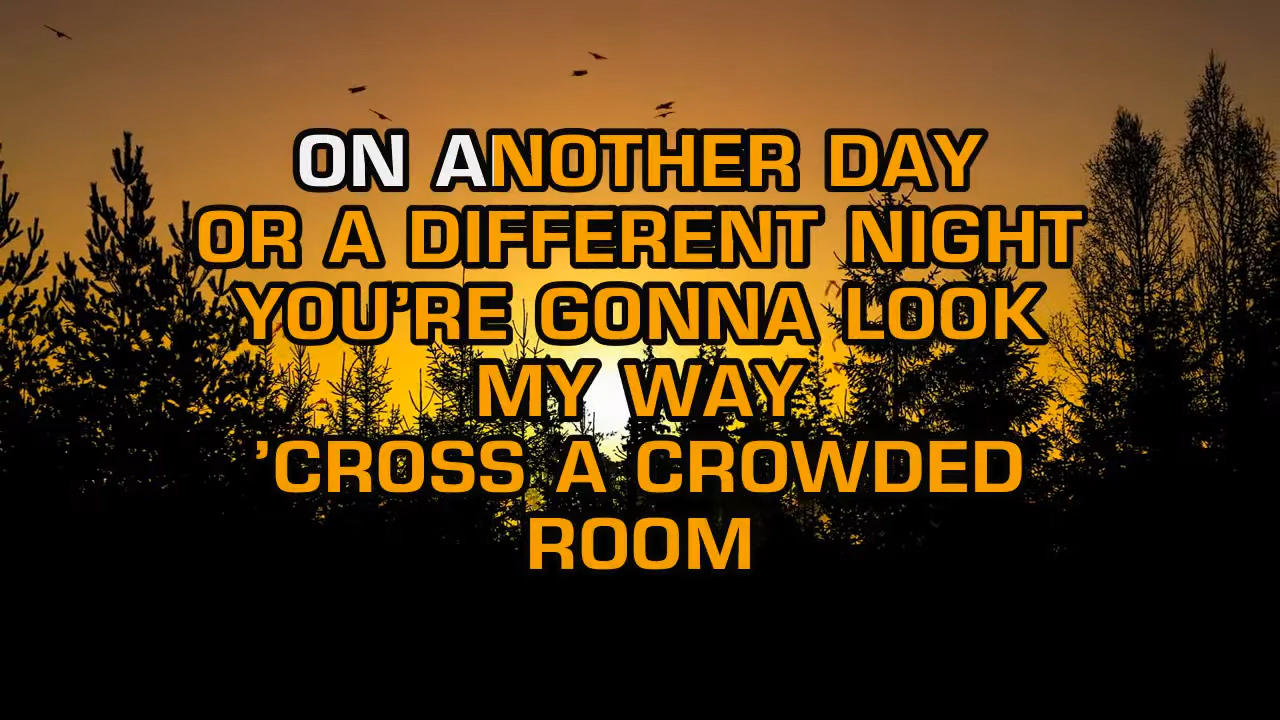 ON ANOTHER DAY
OR A DIFFERENT NIGHT
YOU’RE GONNA LOOK
MY WAY
’CROSS A CROWDED
ROOM